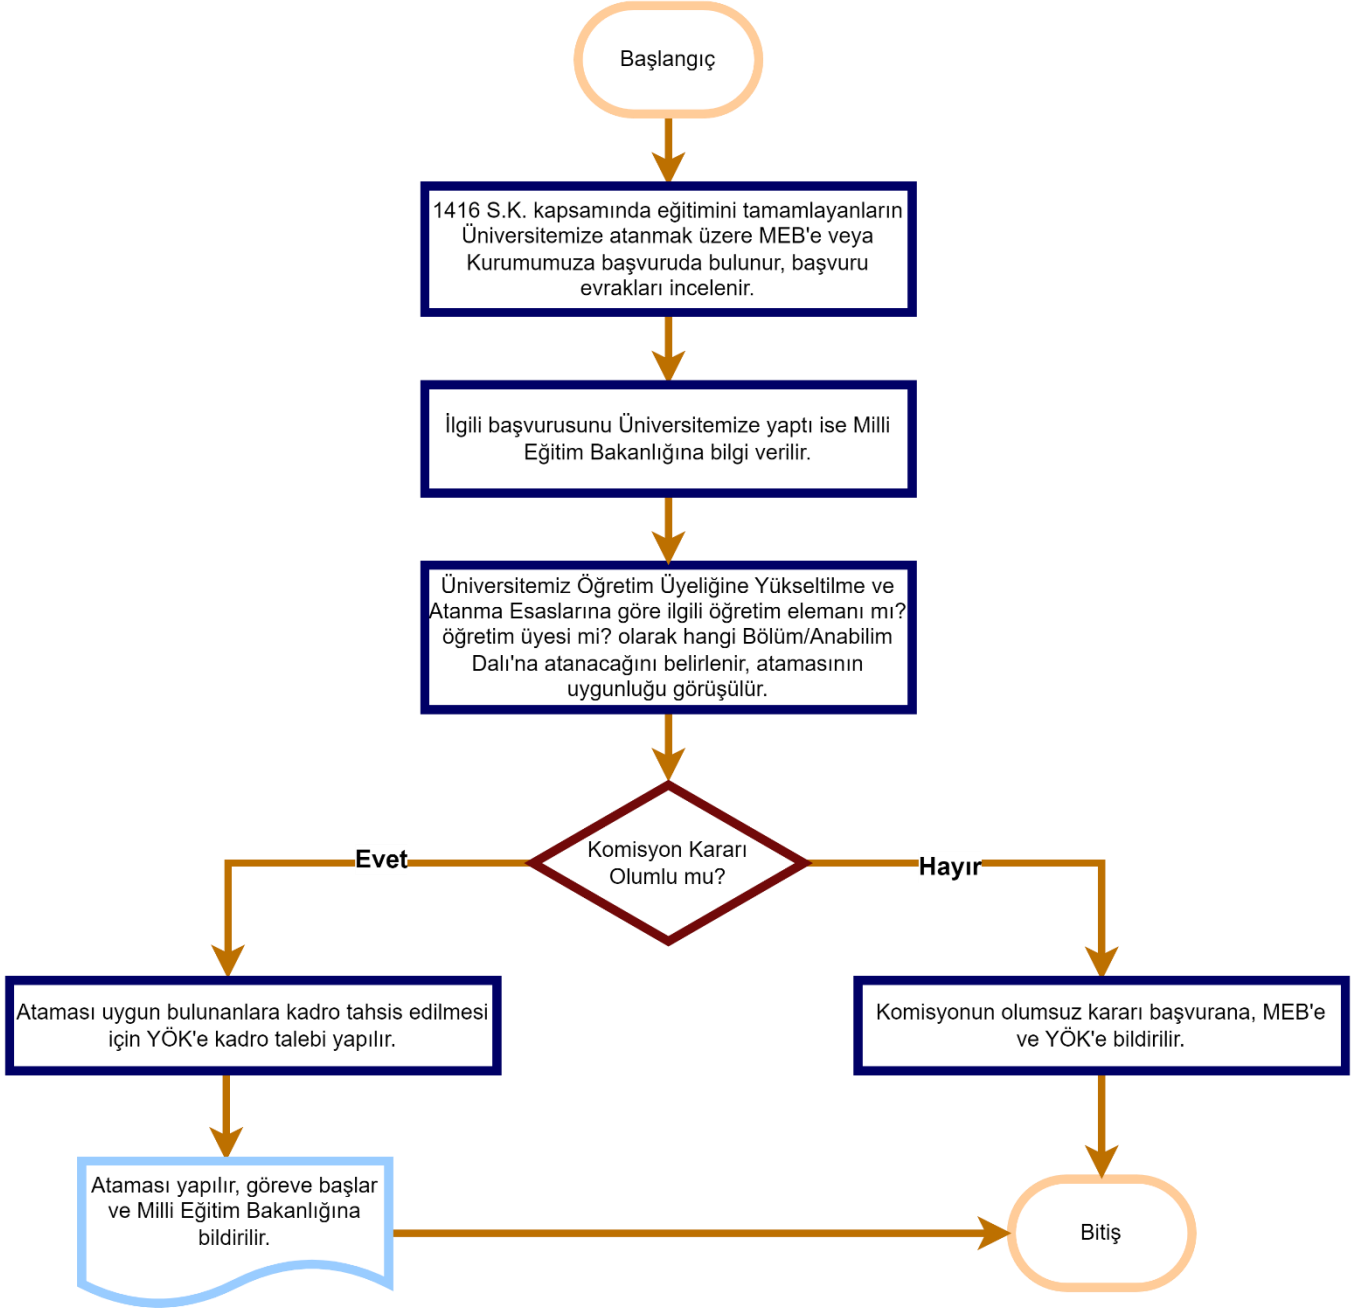 Başlangıç
1416 S.K. kapsamında eğitimini tamamlayanların
Üniversitemize atanmak üzere MEB'e veya
Kurumumuza başvuruda bulunur, başvuru
evrakları incelenir.
İlgili başvurusunu Üniversitemize yaptı ise Milli
Eğitim Bakanlığına bilgi verilir.
Üniversitemiz Öğretim Üyeliğine Yükseltilme ve
Atanma Esaslarına göre ilgili öğretim elemanı mı?
öğretim üyesi mi? olarak hangi Bölüm/Anabilim
Dalı'na atanacağını belirlenir, atamasının
uygunluğu görüşülür.
Komisyon Kararı
Olumlu mu?
Evet
Hayır
Ataması uygun bulunanlara kadro tahsis edilmesi
için YÖK'e kadro talebi yapılır.
Komisyonun olumsuz kararı başvurana, MEB'e
ve YÖK'e bildirilir.
Ataması yapılır, göreve başlar
ve Milli Eğitim Bakanlığına
bildirilir.
Bitiş